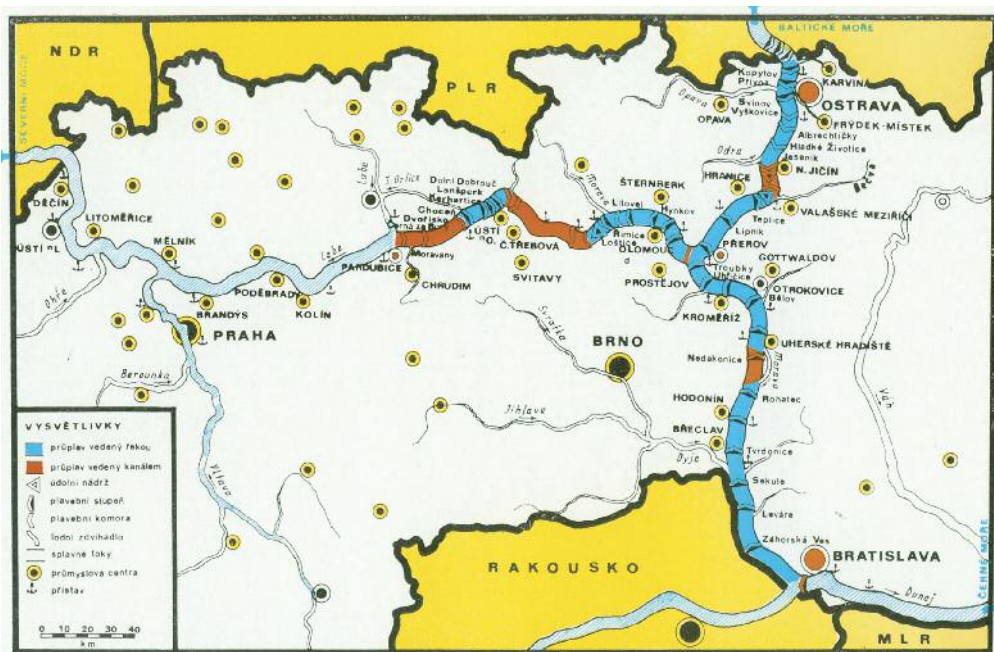 NDR
SEVERNÍ MOŘE
PLR
BALTICKÉ MOŘE
Kopytov
KARVINÁ
OSTRAVA
Opava
OPAVA
Svinov
Vyškovice
FRÝDEK-MÍSTEK
Albrechtičky
Hladké Životice
Jeseník
Odra
HRANICE
N. JIČÍN
VALAŠSKÉ MEZIŘÍČÍ
Teplice
Lipník
PŘEROV
Troubky
GOTTWALDOV
OTROKOVICE
Bělov
KROMĚŘÍŽ
UHERSKÉ HRADIŠTĚ
Nedakonice
Morava
Rohatec
HODONÍN
BŘECLAV
Dyje
Tvrdonice
Sekule
Leváre
Záhorská Ves
BRATISLAVA
Dunaj
ČERNÉ MOŘE
MLR
RAKOUSKO
Váh
DĚČÍN
LITOMĚŘICE
ÚSTÍ n.L
Ohře
MĚLNÍK
BRANDÝS
PRAHA
PODĚBRADY
KOLÍN
Labe
Labe
T. Orlice
Dolní Dobrouč
Lanšperk
Kerhartice
Choceň
Dvořisko
Moravany
PARDUBICE
CHRUDIM
ÚSTÍ
n O.
Č.TŘEBOVÁ
SVITAVY
Morava
Litovel
Loštice
ŠTERNBERK
Hynkov
Řimice
OLOMOUC
PROSTĚJOV
Svratka
BRNO
Jihlava
Berounka
Vltava
VYSVĚTLIVKY
průplav vedený řekou
průplav vedený kanálem
údolní nádrž
plavební stupeň
plavební komora
lodní zdvihadlo
splavné toky
průmyslová centra
přístav
0 10 20 30 40
km